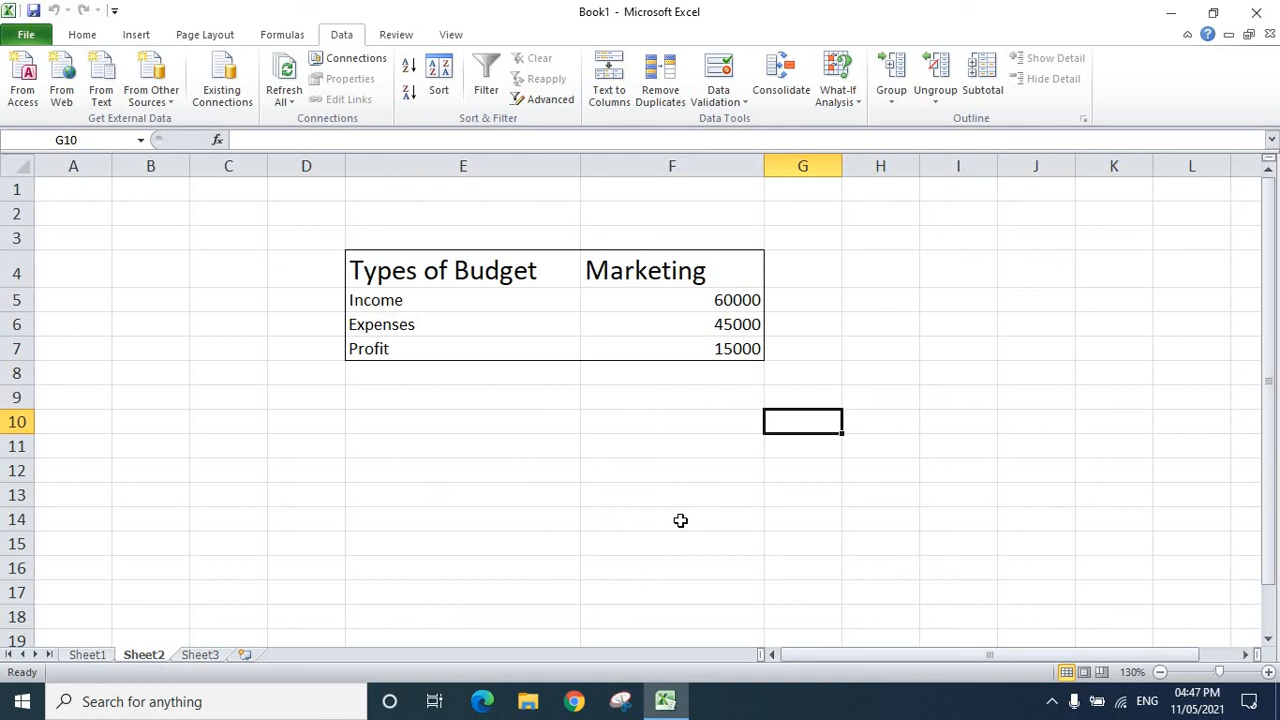 Book1 - Microsoft Excel
File Home Insert Page Layout Formulas Data Review View
From Access
From Web
From Text
From Other Sources
Existing Connections
Get External Data
Refresh All
Connections
Properties
Edit Links
Connections
Sort
Filter
Clear
Reapply
Advanced
Sort & Filter
Text to Columns
Remove Duplicates
Data Validation
Consolidate
What-If Analysis
Data Tools
Group
Ungroup
Subtotal
Show Detail
Hide Detail
Outline
G10 fx
A B C D E F G H I J K L
1
2
3
4 Types of Budget Marketing
5 Income 60000
6 Expenses 45000
7 Profit 15000
8
9
10
11
12
13
14
15
16
17
18
19
Sheet1 Sheet2 Sheet3
Ready 130%
Search for anything ENG 04:47 PM
11/05/2021